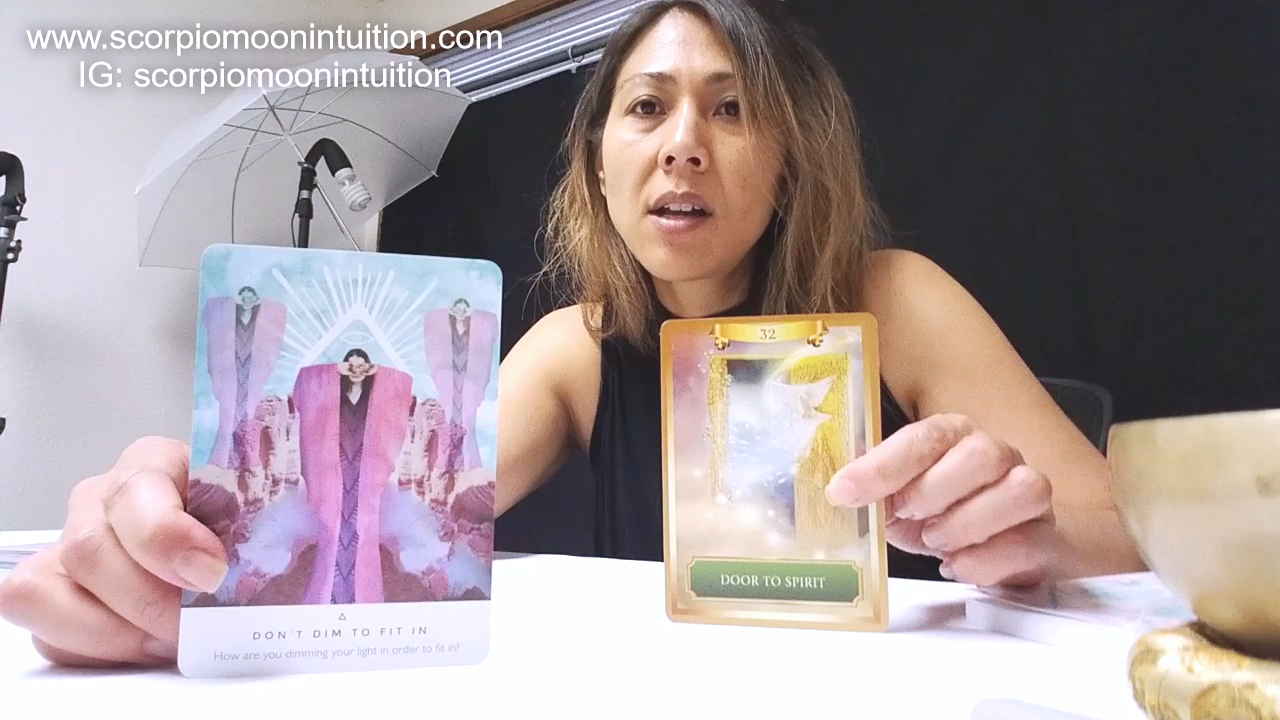 www.scorpiomoonintuition.com
IG: scorpiomoonintuition
32
DOOR TO SPIRIT
DON'T DIM TO FIT IN
How are you dimming your light in order to fit in?